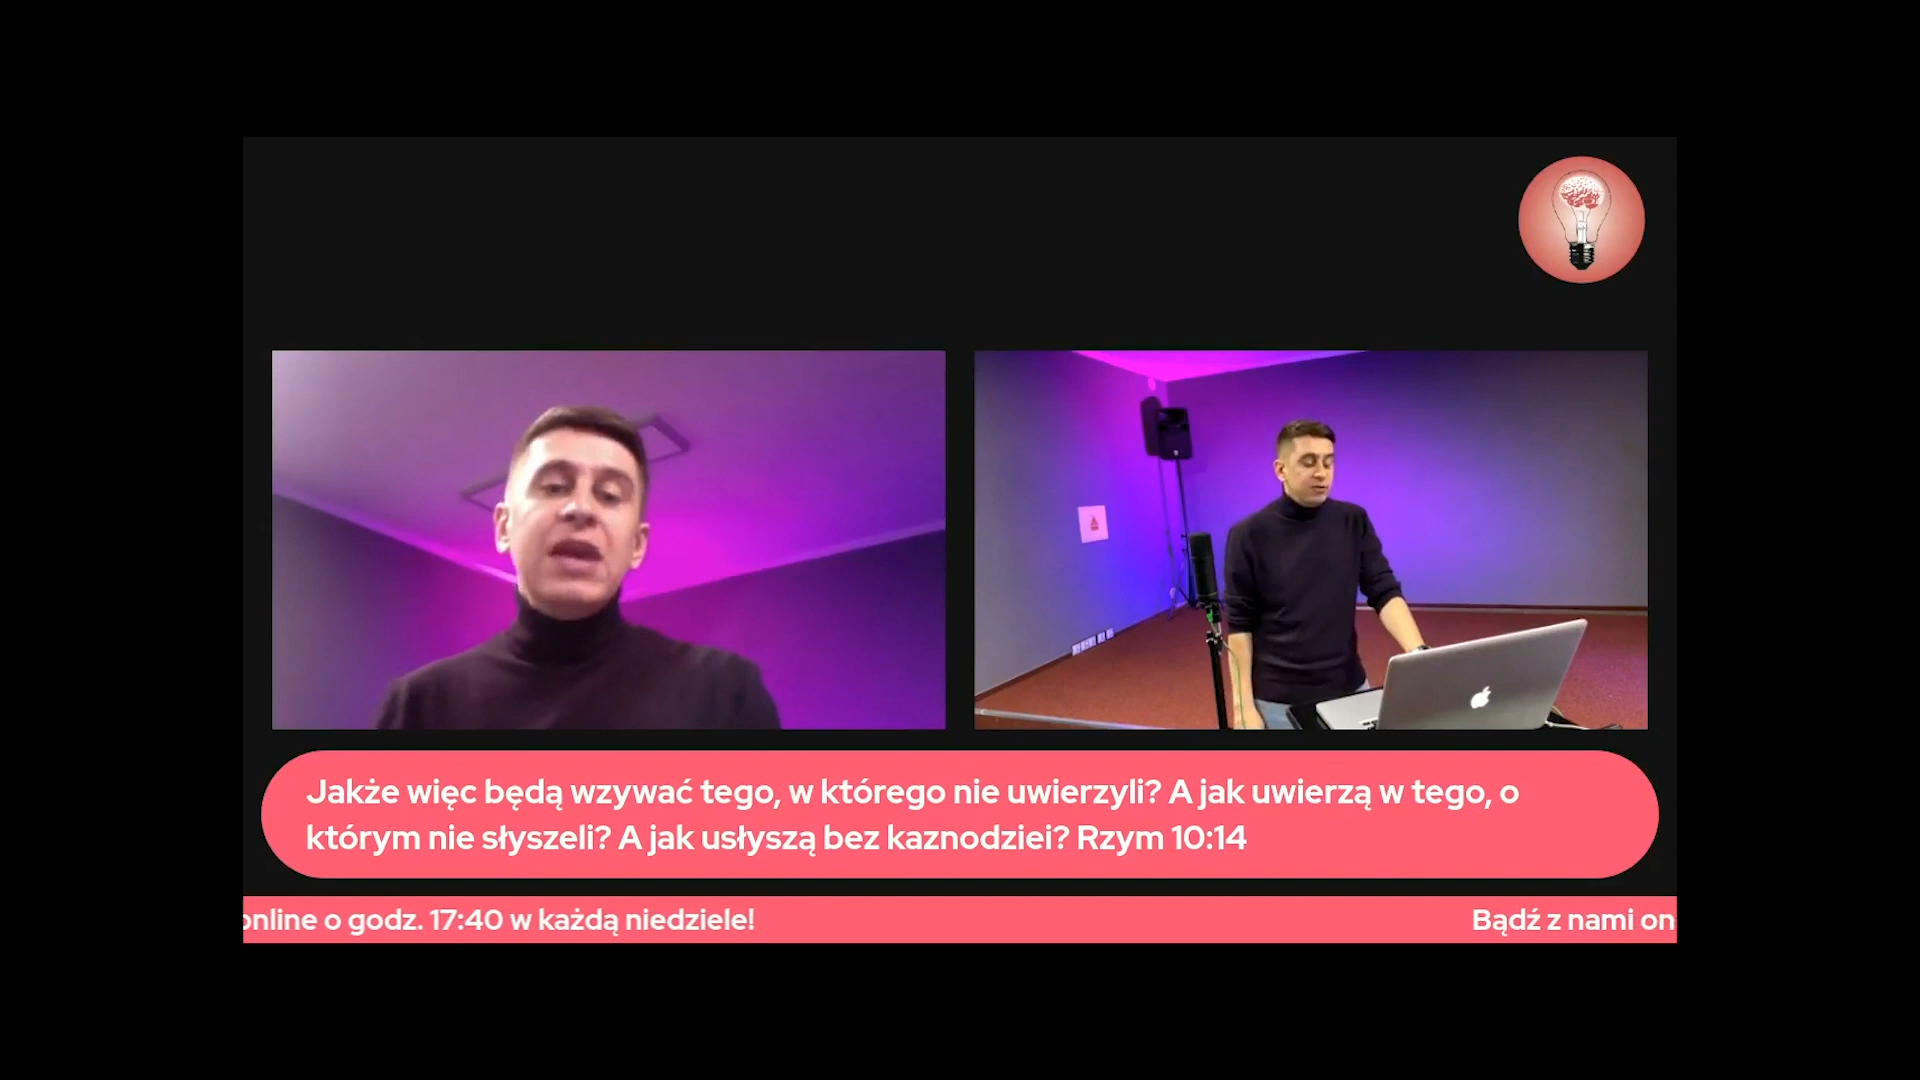 Jakże więc będą wzywać tego, w którego nie uwierzyli? A jak uwierzą w tego, o
którym nie słyszeli? A jak usłyszą bez kaznodziei? Rzym 10:14
online o godz. 17:40 w każdą niedziele! Bądź z nami on